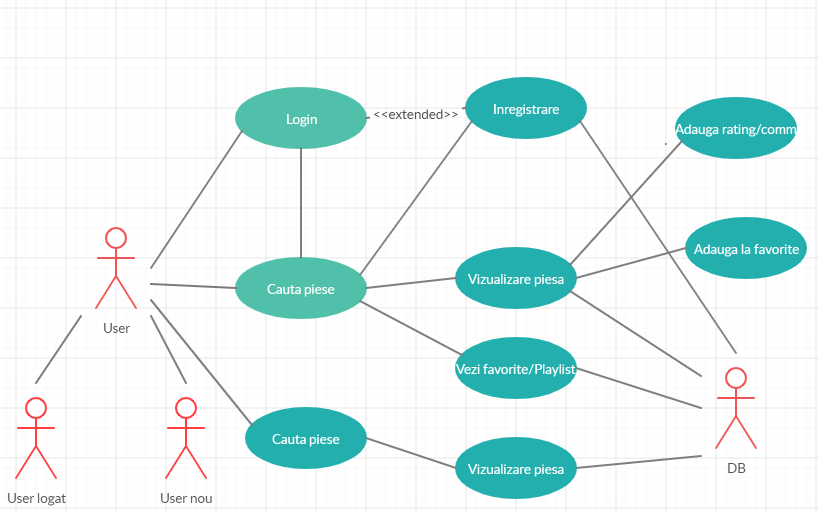 Login
<<extended>>
Inregistrare
Adauga rating/comm
Adauga la favorite
User
Cauta piese
Vizualizare piesa
Vezi favorite/Playlist
Cauta piese
Vizualizare piesa
DB
User logat
User nou